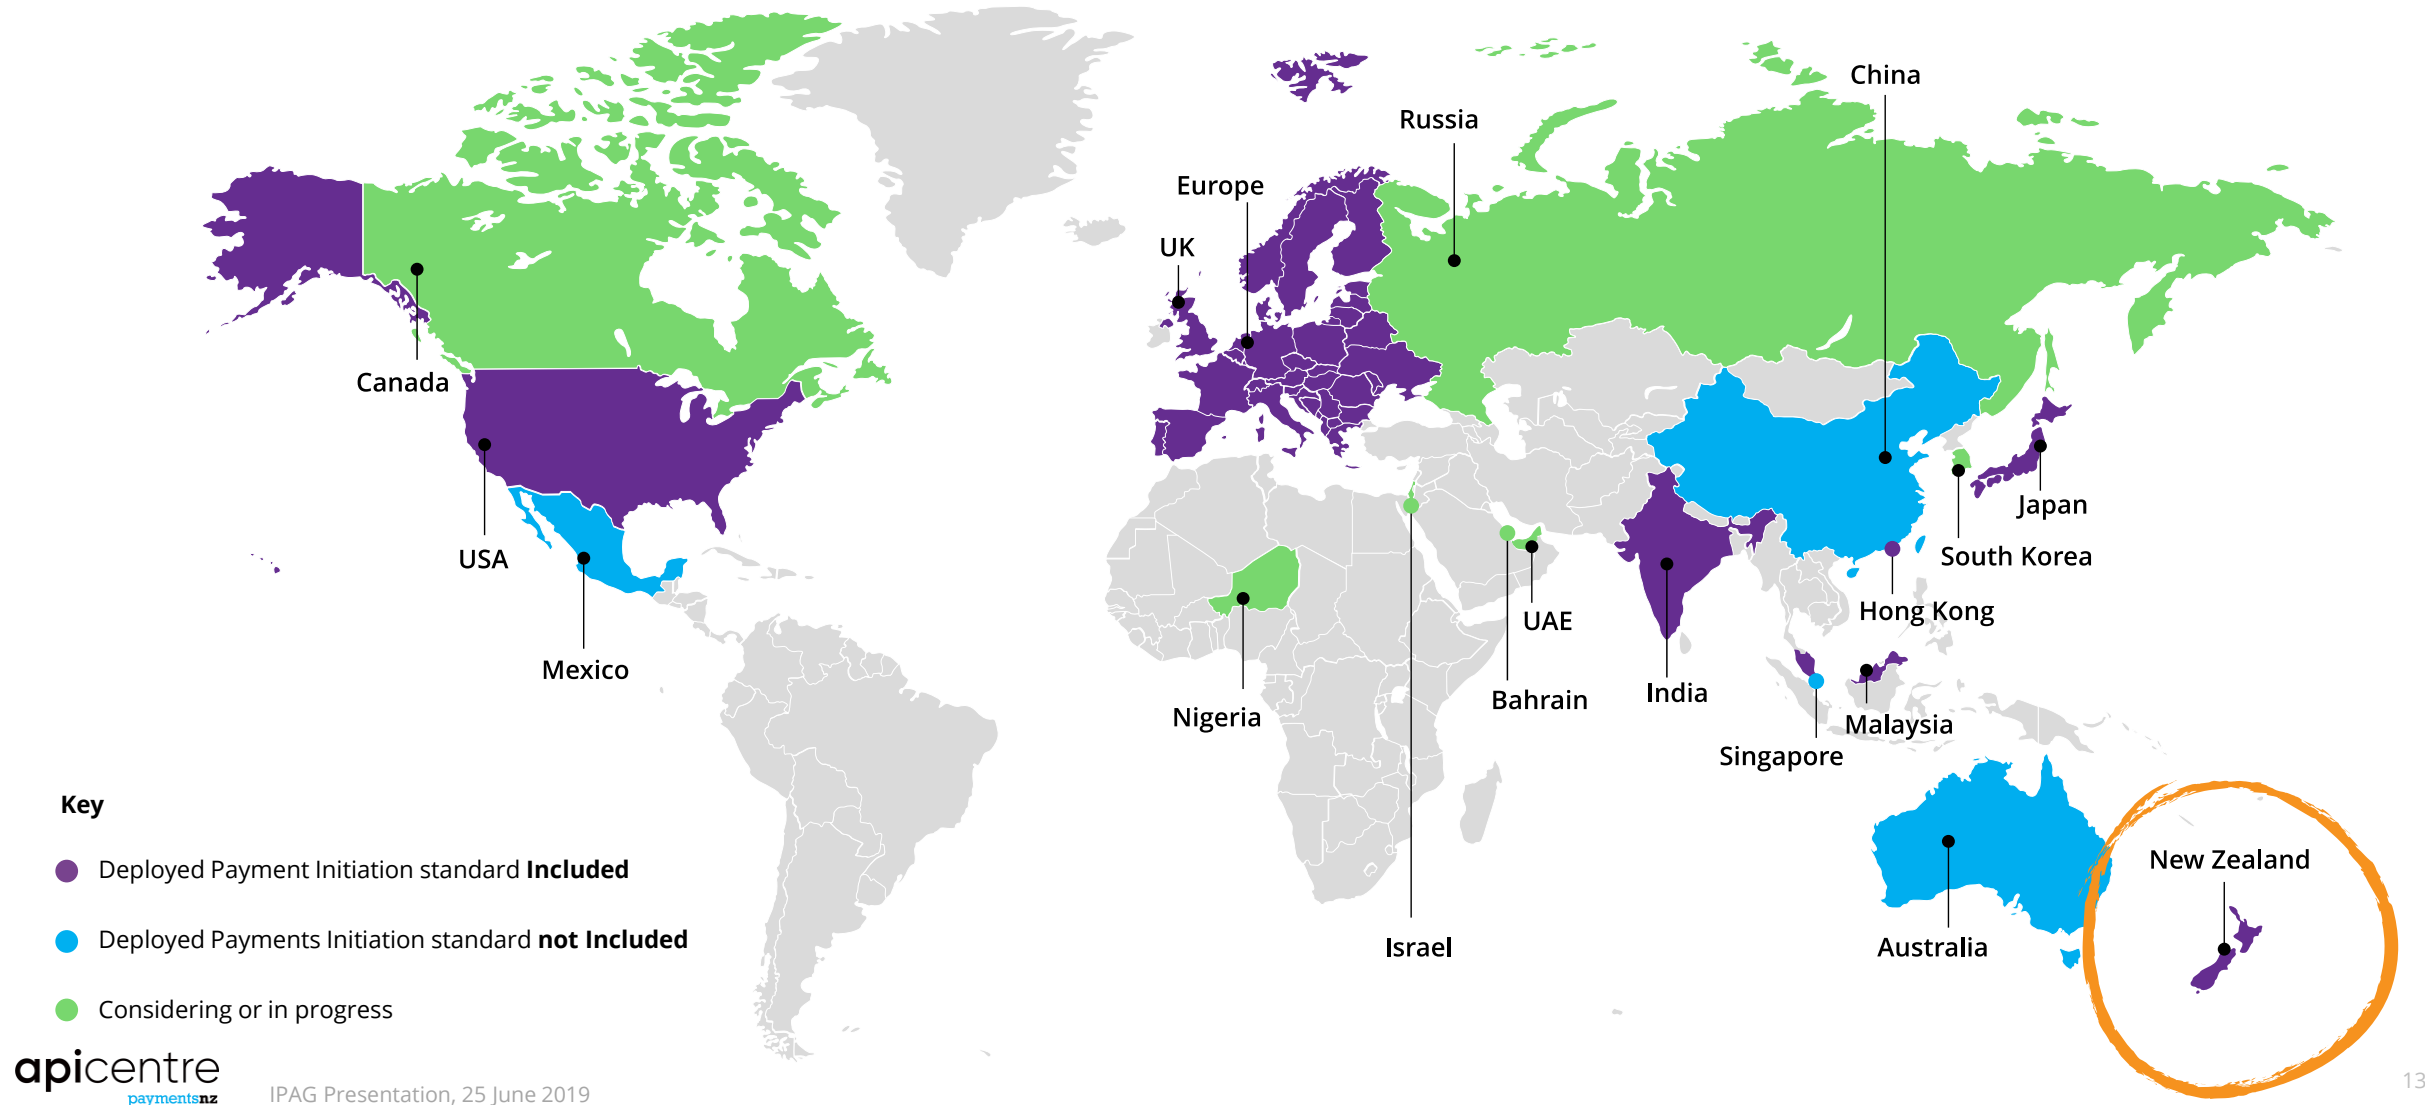 China
Russia
Europe
UK
Canada
Japan
USA
South Korea
Hong Kong
UAE
Mexico
India
Bahrain
Nigeria
Malaysia
Singapore
Key
New Zealand
Deployed Payment Initiation standard Included
Deployed Payments Initiation standard not Included
Israel
Australia
Considering or in progress
apicentre
paymentsnz
IPAG Presentation, 25 June 2019
13